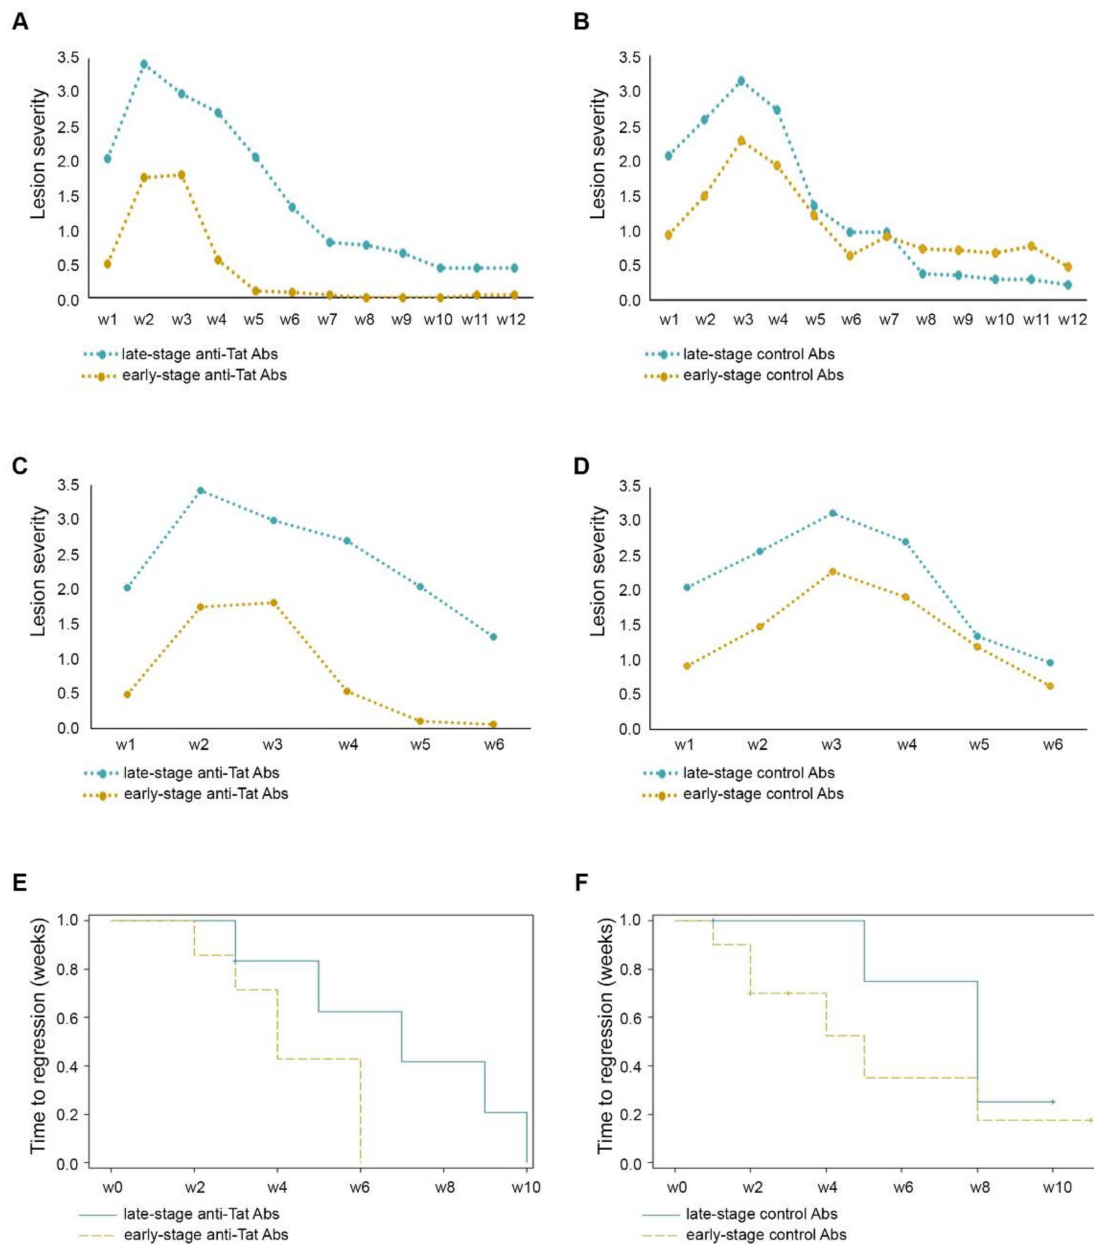 A
B
Lesion severity
3.5
3.0
2.5
2.0
1.5
1.0
0.5
0.0
w1 w2 w3 w4 w5 w6 w7 w8 w9 w10 w11 w12
late-stage anti-Tat Abs
early-stage anti-Tat Abs
Lesion severity
3.5
3.0
2.5
2.0
1.5
1.0
0.5
0.0
w1 w2 w3 w4 w5 w6 w7 w8 w9 w10 w11 w12
late-stage control Abs
early-stage control Abs
C
D
Lesion severity
3.5
3.0
2.5
2.0
1.5
1.0
0.5
0.0
w1 w2 w3 w4 w5 w6
late-stage anti-Tat Abs
early-stage anti-Tat Abs
Lesion severity
3.5
3.0
2.5
2.0
1.5
1.0
0.5
0.0
w1 w2 w3 w4 w5 w6
late-stage control Abs
early-stage control Abs
E
F
Time to regression (weeks)
1.0
0.8
0.6
0.4
0.2
0.0
w0 w2 w4 w6 w8 w10
late-stage anti-Tat Abs
early-stage anti-Tat Abs
Time to regression (weeks)
1.0
0.8
0.6
0.4
0.2
0.0
w0 w2 w4 w6 w8 w10
late-stage control Abs
early-stage control Abs